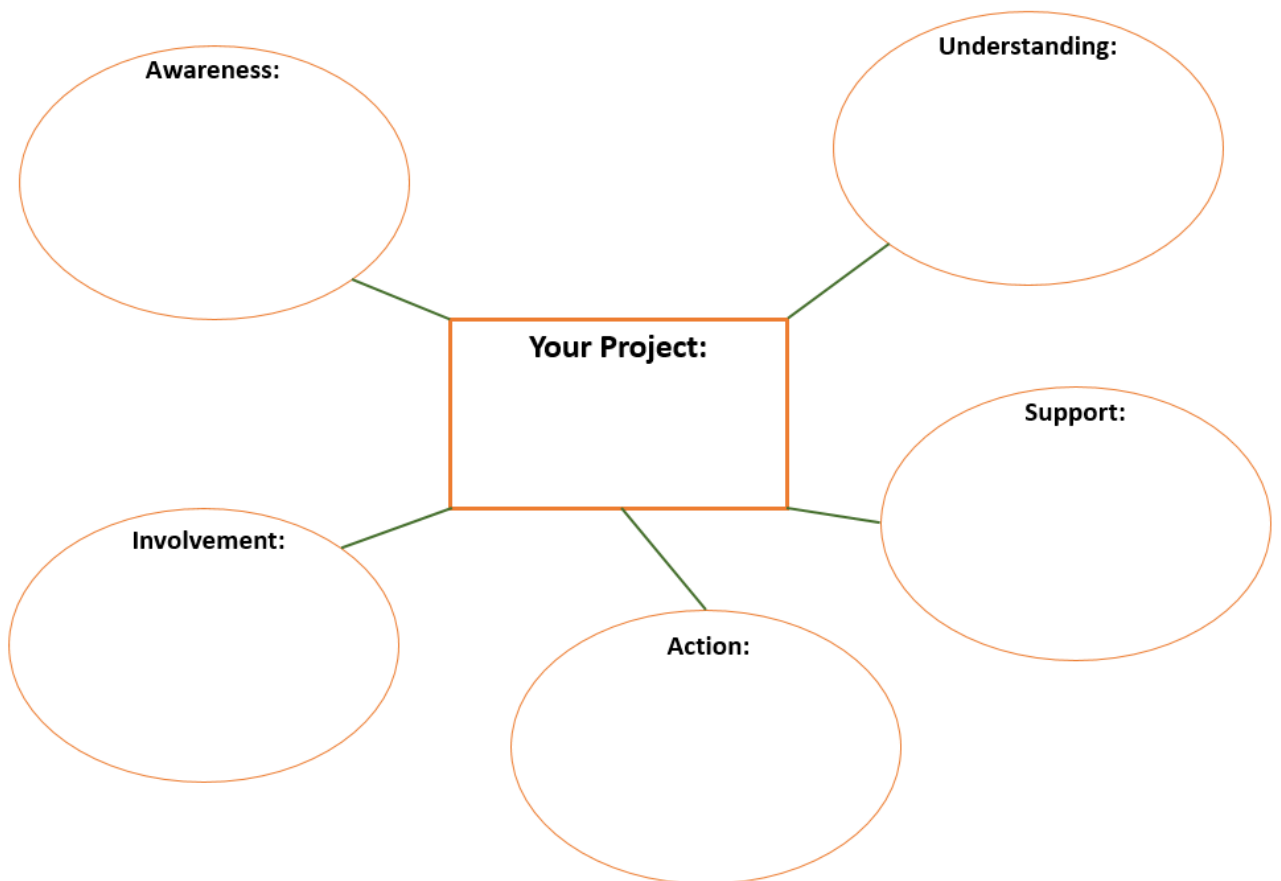 Awareness:
Understanding:
Your Project:
Support:
Involvement:
Action: